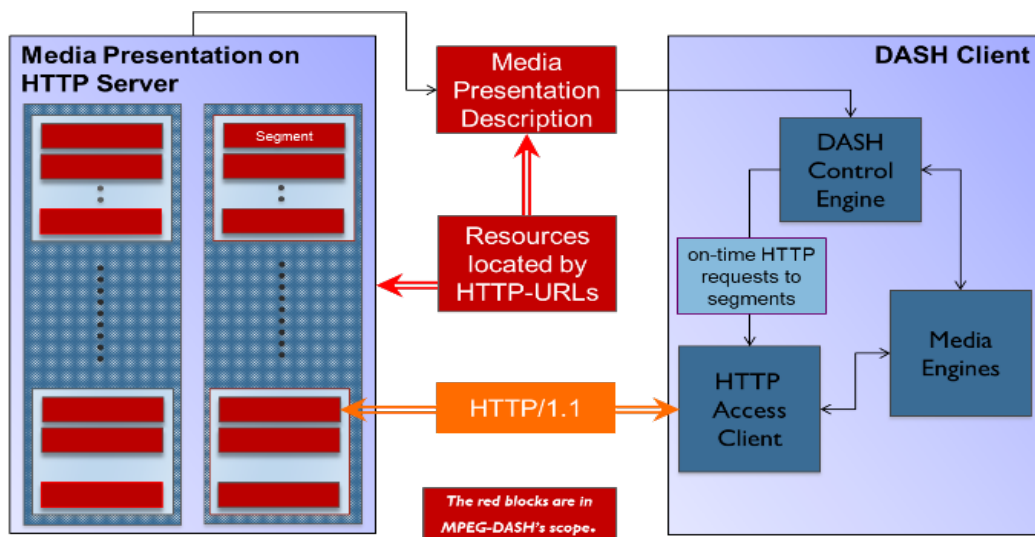 Media Presentation on
HTTP Server
Segment
Media
Presentation
Description
Resources
located by
HTTP-URLs
HTTP/1.1
The red blocks are in
MPEG-DASH's scope.
DASH Client
DASH
Control
Engine
on-time HTTP
requests to
segments
HTTP
Access
Client
Media
Engines